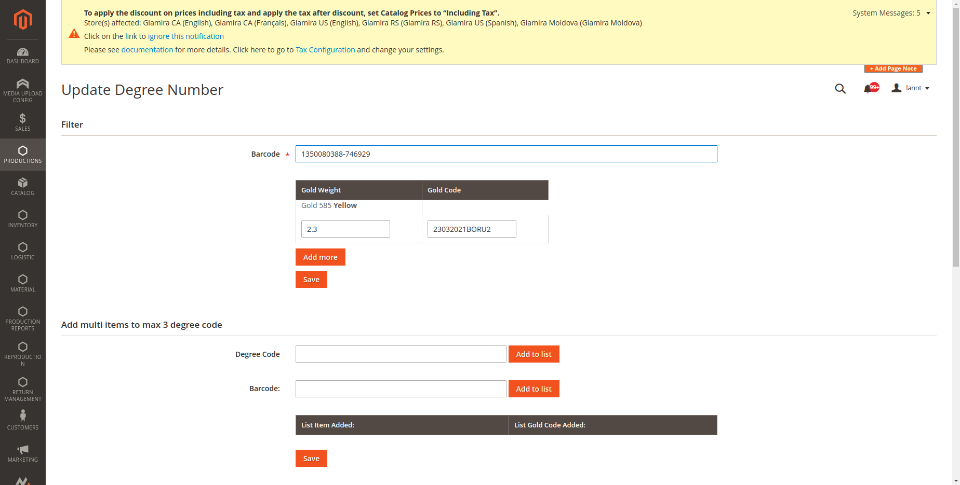 To apply the discount on prices including tax and apply the tax after discount, set Catalog Prices to "Including Tax".
Store(s) affected: Glamira CA (English), Glamira CA (Français), Glamira US (English), Glamira RS (Glamira RS), Glamira US (Spanish), Glamira Moldova (Glamira Moldova)
Click on the link to ignore this notification
Please see documentation for more details. Click here to go to Tax Configuration and change your settings.
System Messages: 5
+ Add Page Note
Update Degree Number
99+
lannt
DASHBOARD
MEDIA UPLOAD
CONFIG
SALES
PRODUCTIONS
CATALOG
INVENTORY
LOGISTIC
MATERIAL
PRODUCTION
REPORTS
REPRODUCTIO
N
RETURN
MANAGEMENT
CUSTOMERS
MARKETING
Filter
Barcode *
1350080388-746929
Gold Weight
Gold Code
Gold 585 Yellow
2.3
23032021BORU2
Add more
Save
Add multi items to max 3 degree code
Degree Code
Add to list
Barcode:
Add to list
List Item Added:
List Gold Code Added:
Save